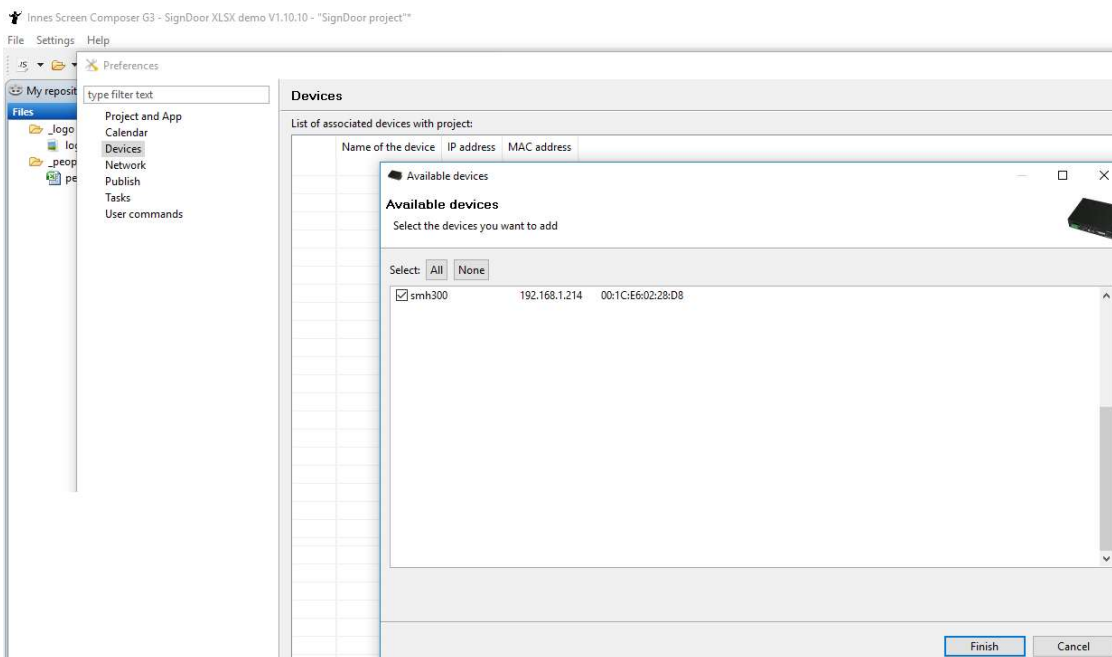 Innes Screen Composer G3 - SignDoor XLSX demo V1.10.10 - "SignDoor project"*
File Settings Help
JS
Preferences
My reposit
type filter text
Devices
Files
Project and App
List of associated devices with project:
_logo
Calendar
Name of the device IP address MAC address
Devices
_peop
Network
pe
Publish
Tasks
User commands
Available devices
Available devices
Select the devices you want to add
Select: All None
smh300 192.168.1.214 00:1C:E6:02:28:D8
Finish Cancel